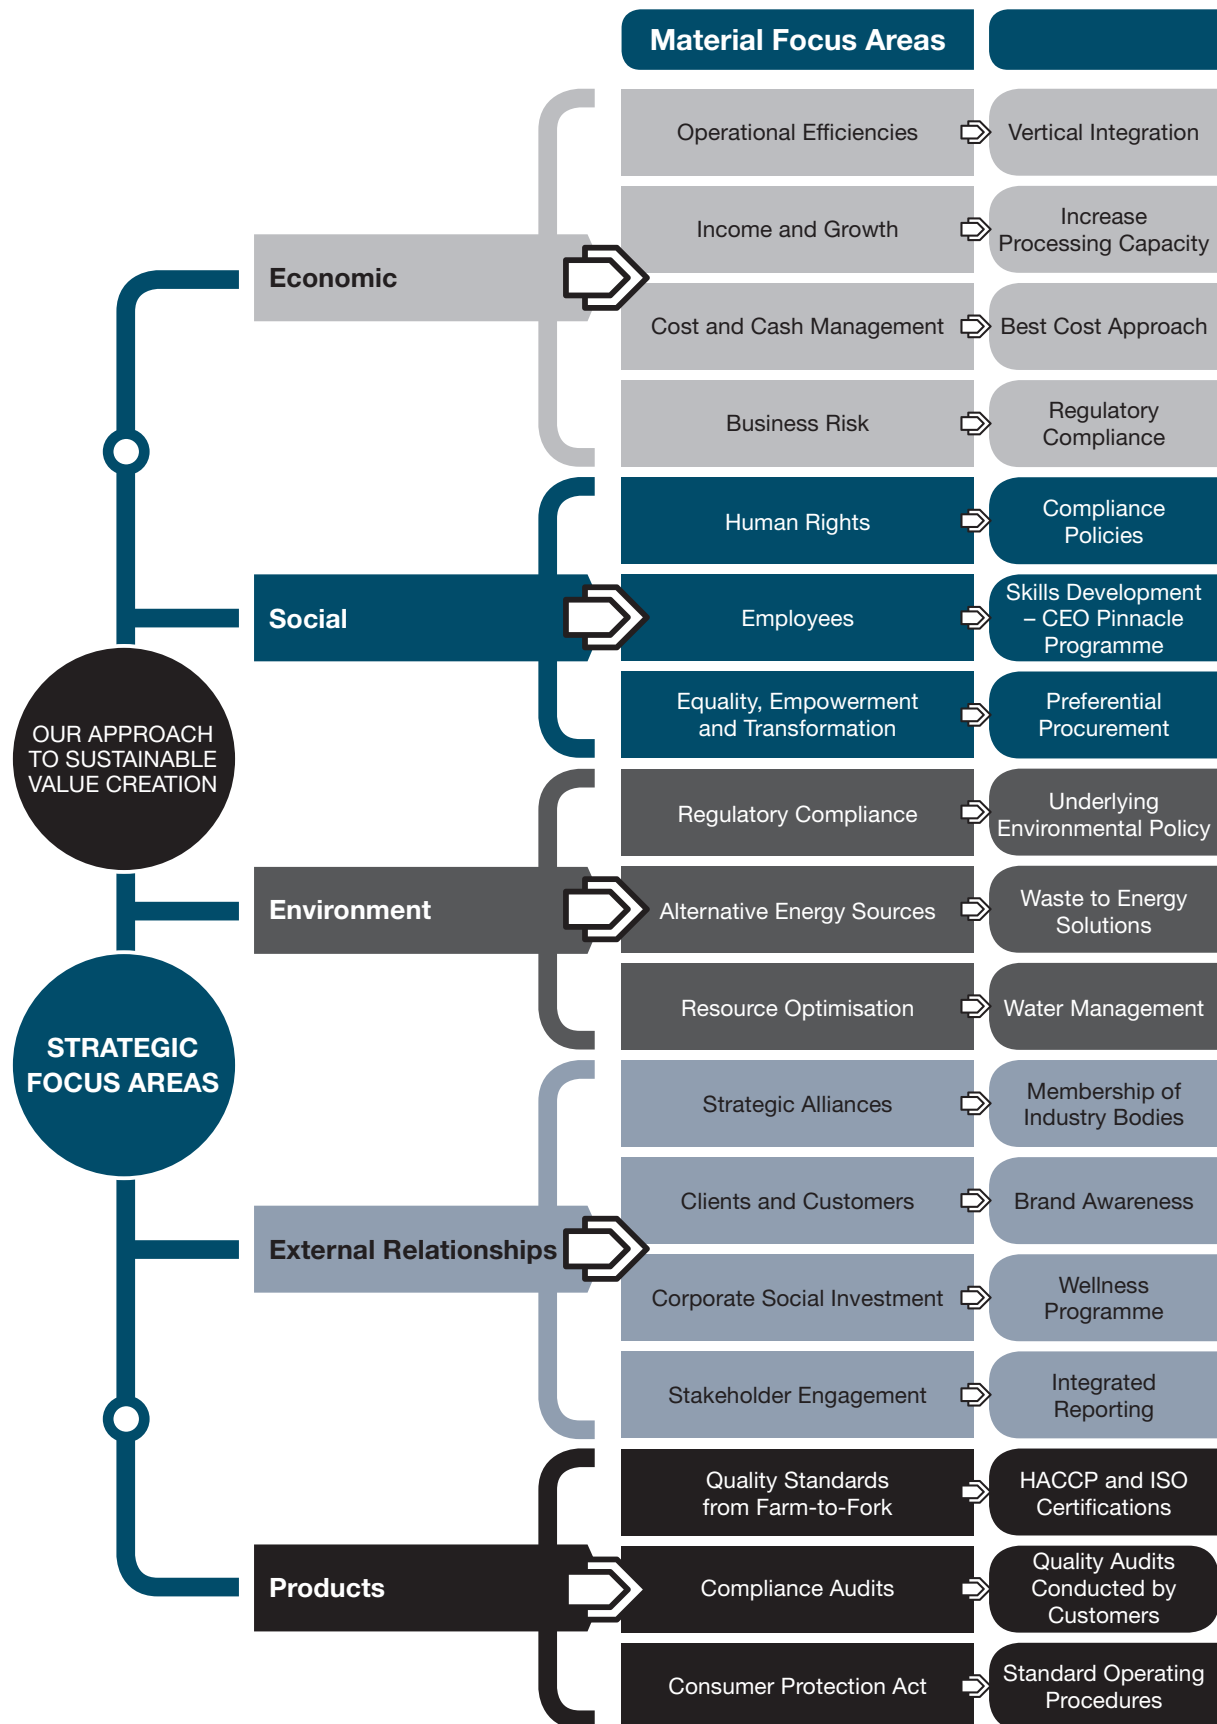 Material Focus Areas
OUR APPROACH
TO SUSTAINABLE
VALUE CREATION
STRATEGIC
FOCUS AREAS
Economic
Operational Efficiencies
Vertical Integration
Income and Growth
Increase
Processing Capacity
Cost and Cash Management
Best Cost Approach
Business Risk
Regulatory
Compliance
Social
Human Rights
Compliance
Policies
Employees
Skills Development
– CEO Pinnacle
Programme
Equality, Empowerment
and Transformation
Preferential
Procurement
Environment
Regulatory Compliance
Underlying
Environmental Policy
Alternative Energy Sources
Waste to Energy
Solutions
Resource Optimisation
Water Management
External Relationships
Strategic Alliances
Membership of
Industry Bodies
Clients and Customers
Brand Awareness
Corporate Social Investment
Wellness
Programme
Stakeholder Engagement
Integrated
Reporting
Products
Quality Standards
from Farm-to-Fork
HACCP and ISO
Certifications
Compliance Audits
Quality Audits
Conducted by
Customers
Consumer Protection Act
Standard Operating
Procedures